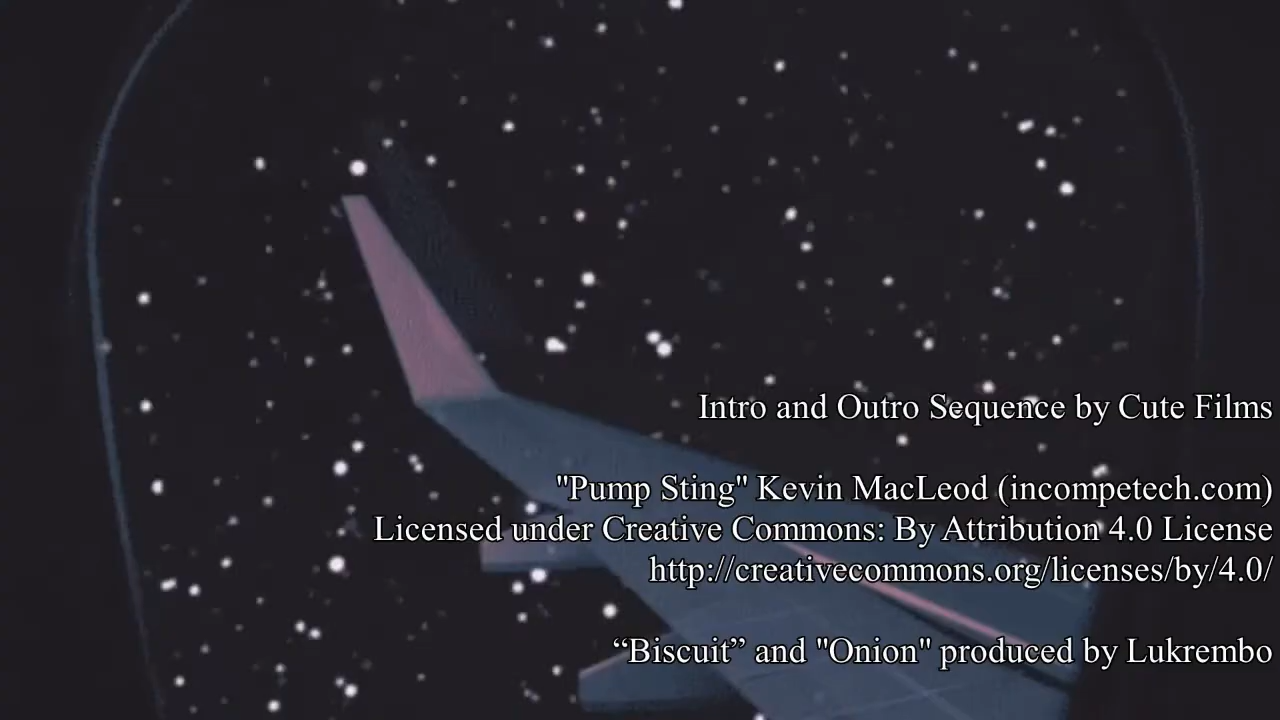 Intro and Outro Sequence by Cute Films
"Pump Sting" Kevin MacLeod (incompetech.com)
Licensed under Creative Commons: By Attribution 4.0 License
http://creativecommons.org/licenses/by/4.0/
“Biscuit” and "Onion" produced by Lukrembo